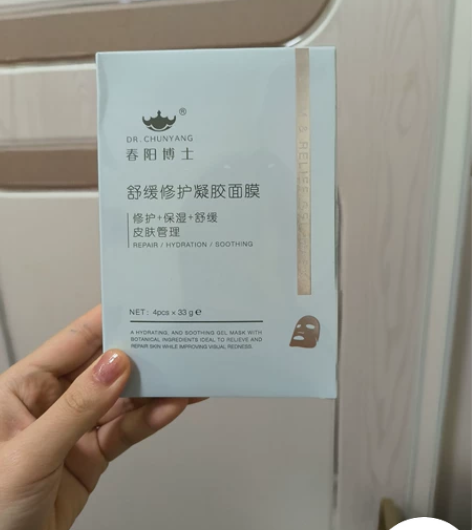 ®
DR. CHUNYANG
春阳博士
舒缓修护凝胶面膜
修护+保湿+舒缓
皮肤管理
REPAIR / HYDRATION / SOOTHING
NET: 4pcs × 33 g ℮
A HYDRATING, AND SOOTHING GEL MASK WITH
BOTANICAL INGREDIENTS IDEAL TO RELIEVE AND
REPAIR SKIN WHILE IMPROVING VISUAL REDNESS.